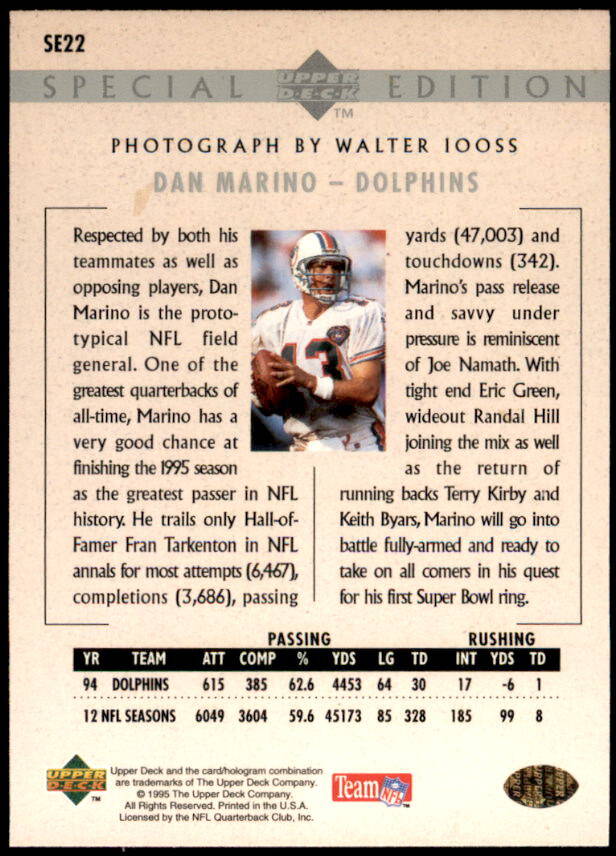 SE22
SPECIAL UPPER DECK EDITION
TM
PHOTOGRAPH BY WALTER IOOSS
DAN MARINO – DOLPHINS
Respected by both his
teammates as well as
opposing players, Dan
Marino is the proto-
typical NFL field
general. One of the
greatest quarterbacks of
all-time, Marino has a
very good chance at
finishing the 1995 season
as the greatest passer in NFL
history. He trails only Hall-of-
Famer Fran Tarkenton in NFL
annals for most attempts (6,467),
completions (3,686), passing
13
yards (47,003) and
touchdowns (342).
Marino's pass release
and savvy under
pressure is reminiscent
of Joe Namath. With
tight end Eric Green,
wideout Randal Hill
joining the mix as well
as the return of
running backs Terry Kirby and
Keith Byars, Marino will go into
battle fully-armed and ready to
take on all comers in his quest
for his first Super Bowl ring.
PASSING RUSHING
YR TEAM ATT COMP % YDS LG TD INT YDS TD
94 DOLPHINS 615 385 62.6 4453 64 30 17 -6 1
12 NFL SEASONS 6049 3604 59.6 45173 85 328 185 99 8
UPPER DECK TM
Upper Deck and the card/hologram combination
are trademarks of The Upper Deck Company.
© 1995 The Upper Deck Company.
All Rights Reserved. Printed in the U.S.A.
Licensed by the NFL Quarterback Club, Inc.
Team NFL